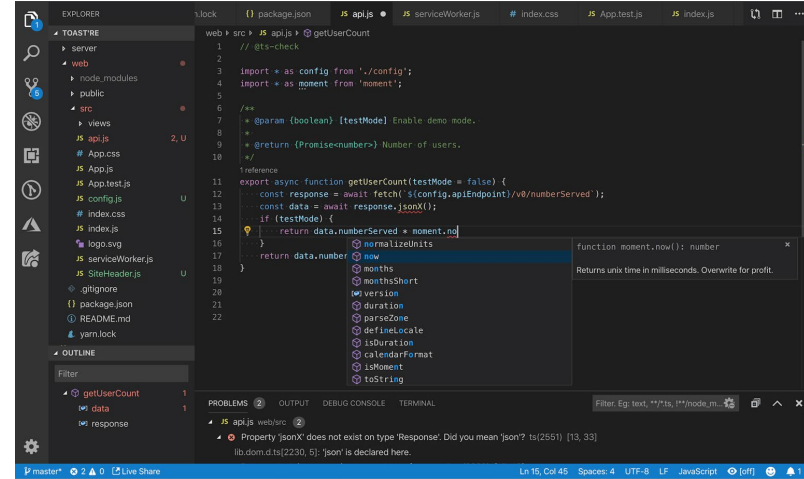 EXPLORER
TOAST'RE
server
web
node_modules
public
src
views
JS api.js 2, U
# App.css
JS App.js
JS App.test.js
JS config.js U
# index.css
JS index.js
logo.svg
JS serviceWorker.js
JS SiteHeader.js U
.gitignore
{} package.json
README.md
yarn.lock
OUTLINE
Filter
getUserCount 1
data 1
response
1
5
n.lock {} package.json JS api.js ● JS serviceWorker.js # index.css JS App.test.js JS index.js
web ▸ src ▸ JS api.js ▸ getUserCount
1 // @ts-check
2
3 import * as config from './config';
4 import * as moment from 'moment';
5
6 /**
7 * @param {boolean} [testMode] Enable demo mode.
8 *
9 * @return {Promise<number>} Number of users.
10 */
1 reference
11 export async function getUserCount(testMode = false) {
12 const response = await fetch(`${config.apiEndpoint}/v0/numberServed`);
13 const data = await response.jsonX();
14 if (testMode) {
15 return data.numberServed * moment.no
16 }
17 return data.number
18 }
19
20
21
22
normalizeUnits
now
months
monthsShort
version
duration
parseZone
defineLocale
isDuration
calendarFormat
isMoment
toString
function moment.now(): number ×
Returns unix time in milliseconds. Overwrite for profit.
PROBLEMS 2 OUTPUT DEBUG CONSOLE TERMINAL Filter. Eg: text, **/*.ts, !**/node_m...
JS api.js web/src 2
Property 'jsonX' does not exist on type 'Response'. Did you mean 'json'? ts(2551) [13, 33]
lib.dom.d.ts[2230, 5]: 'json' is declared here.
master* 2 0 Live Share Ln 15, Col 45 Spaces: 4 UTF-8 LF JavaScript [off] 1